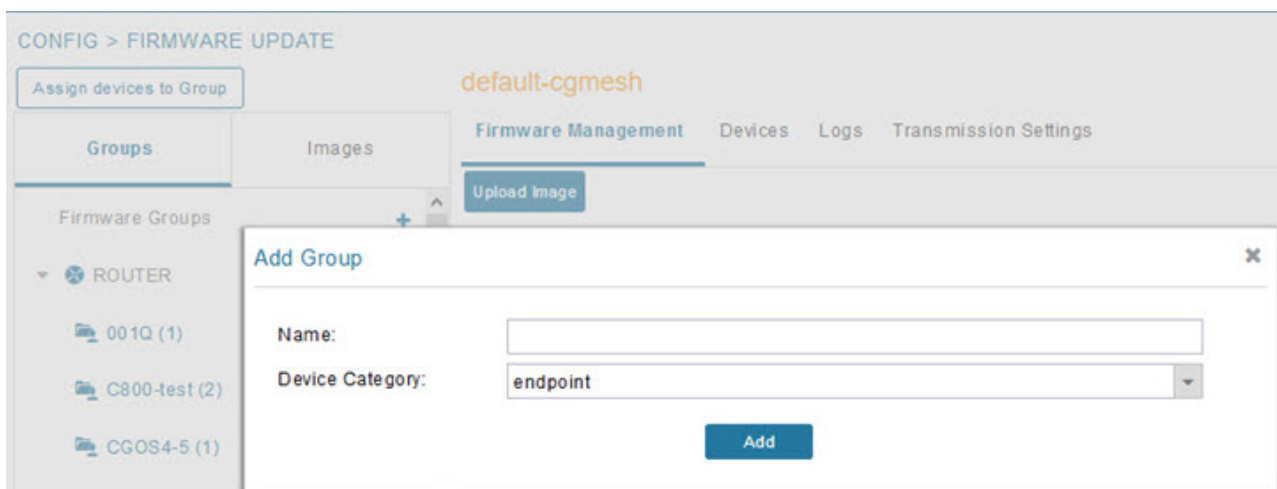 CONFIG > FIRMWARE UPDATE
Assign devices to Group
default-cgmesh
Groups
Images
Firmware Management
Devices
Logs
Transmission Settings
Upload Image
Firmware Groups +
ROUTER
001Q (1)
C800-test (2)
CGOS4-5 (1)
Add Group
Name:
Device Category: endpoint
Add